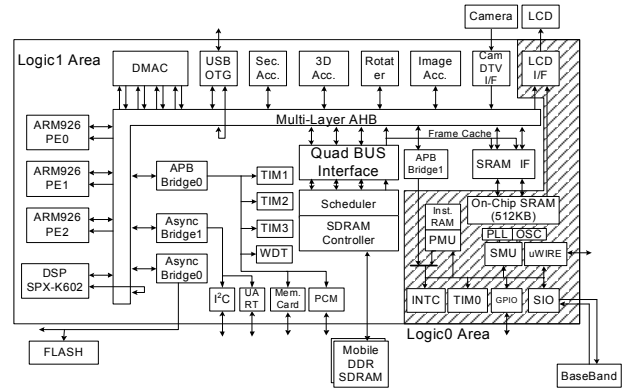 Camera
LCD
Logic1 Area
DMAC
USB
OTG
Sec.
Acc.
3D
Acc.
Rotat
er
Image
Acc.
Cam
DTV
I/F
LCD
I/F
Multi-Layer AHB
Frame Cache
ARM926
PE0
ARM926
PE1
ARM926
PE2
DSP
SPX-K602
APB
Bridge0
Async
Bridge1
Async
Bridge0
TIM1
TIM2
TIM3
WDT
Quad BUS
Interface
Scheduler
SDRAM
Controller
APB
Bridge1
SRAM IF
On-Chip SRAM
(512KB)
Inst.
RAM
PMU
PLL
OSC
SMU
uWIRE
I²C
UA
RT
Mem.
Card
PCM
INTC
TIM0
GPIO
SIO
Logic0 Area
FLASH
Mobile
DDR
SDRAM
BaseBand